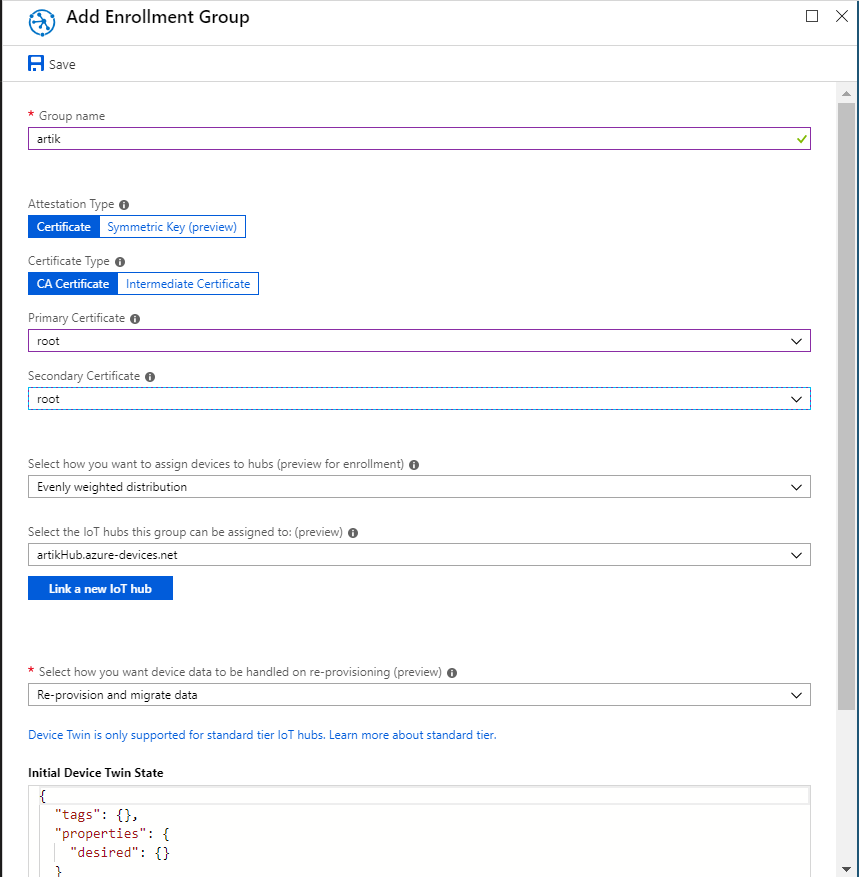 Add Enrollment Group
Save
* Group name
artik
Attestation Type
Certificate Symmetric Key (preview)
Certificate Type
CA Certificate Intermediate Certificate
Primary Certificate
root
Secondary Certificate
root
Select how you want to assign devices to hubs (preview for enrollment)
Evenly weighted distribution
Select the IoT hubs this group can be assigned to: (preview)
artikHub.azure-devices.net
Link a new IoT hub
* Select how you want device data to be handled on re-provisioning (preview)
Re-provision and migrate data
Device Twin is only supported for standard tier IoT hubs. Learn more about standard tier.
Initial Device Twin State
{
"tags": {},
"properties": {
"desired": {}
}